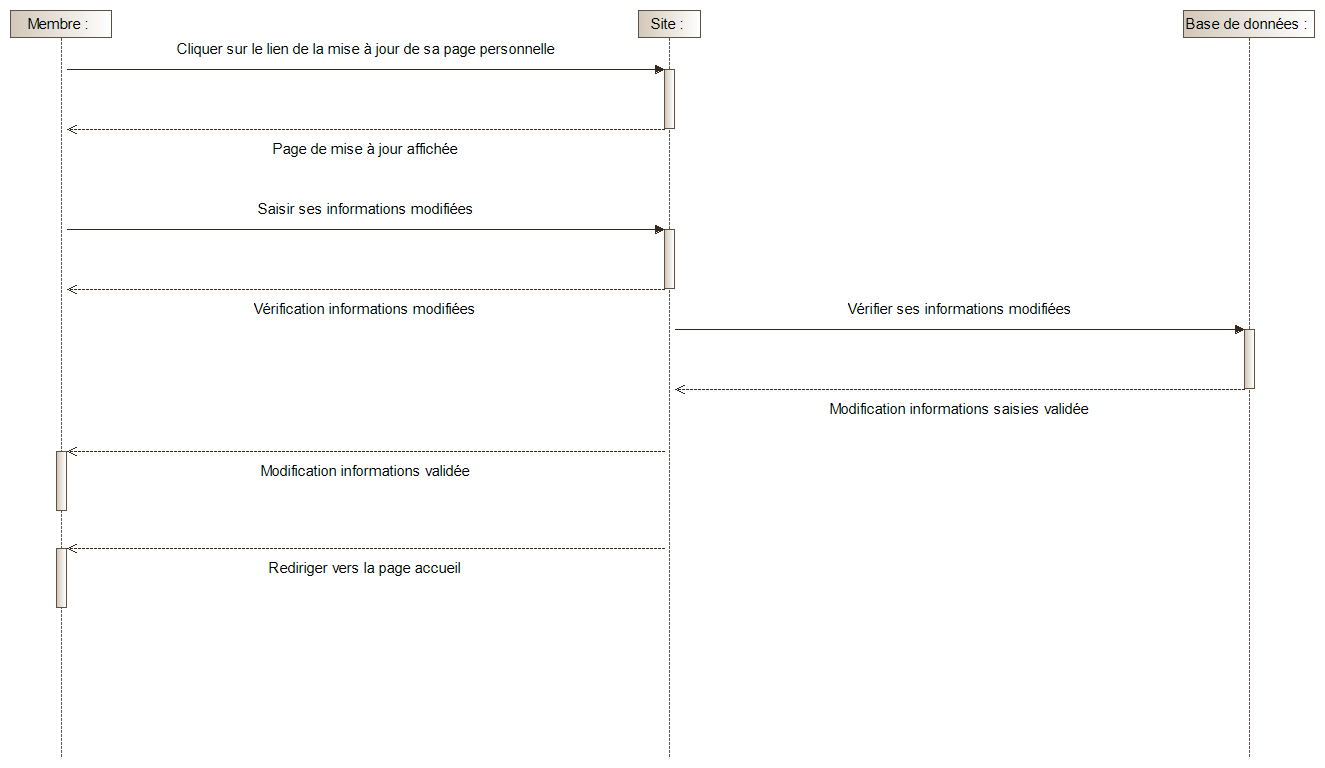 Membre :
Site :
Base de données :
Cliquer sur le lien de la mise à jour de sa page personnelle
Page de mise à jour affichée
Saisir ses informations modifiées
Vérification informations modifiées
Vérifier ses informations modifiées
Modification informations saisies validée
Modification informations validée
Rediriger vers la page accueil